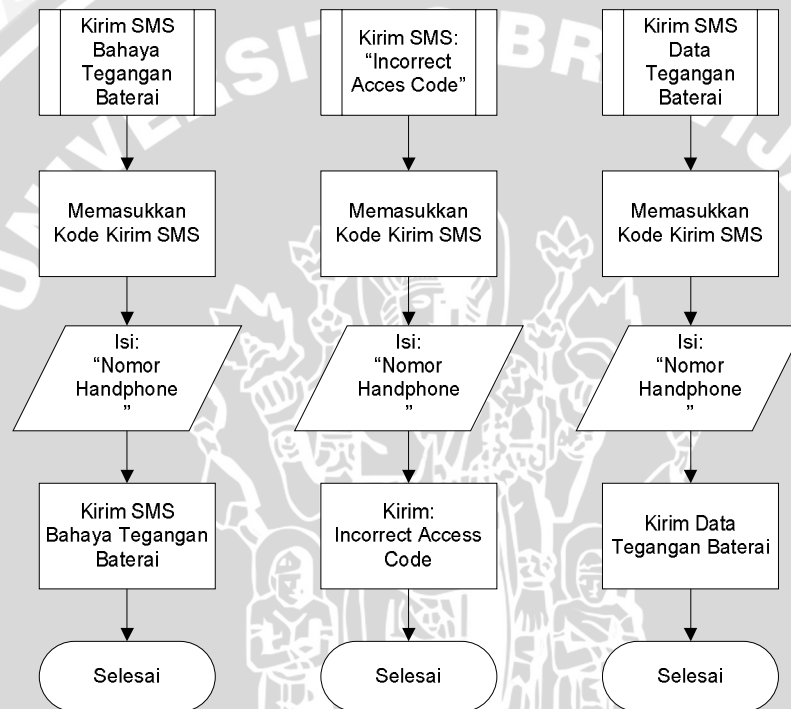 Kirim SMS
Bahaya
Tegangan
Baterai
Memasukkan
Kode Kirim SMS
Isi:
“Nomor
Handphone
”
Kirim SMS
Bahaya Tegangan
Baterai
Selesai
Kirim SMS:
“Incorrect
Acces Code”
Memasukkan
Kode Kirim SMS
Isi:
“Nomor
Handphone
”
Kirim:
Incorrect Access
Code
Selesai
Kirim SMS
Data
Tegangan
Baterai
Memasukkan
Kode Kirim SMS
Isi:
“Nomor
Handphone
”
Kirim Data
Tegangan Baterai
Selesai